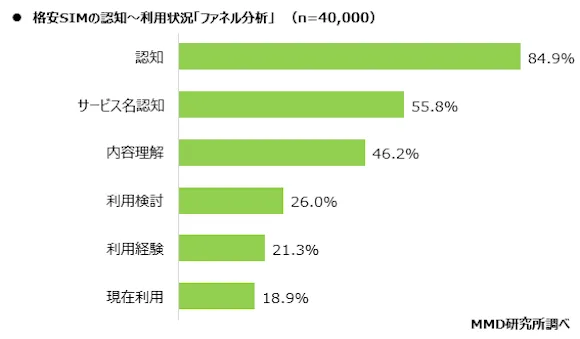 ● 格安SIMの認知～利用状況「ファネル分析」 （n=40,000）
認知 84.9%
サービス名認知 55.8%
内容理解 46.2%
利用検討 26.0%
利用経験 21.3%
現在利用 18.9%
MMD研究所調べ